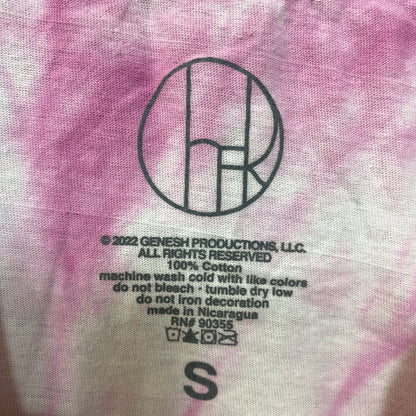 © 2022 GENESH PRODUCTIONS, LLC.
ALL RIGHTS RESERVED
100% Cotton
machine wash cold with like colors
do not bleach • tumble dry low
do not iron decoration
made in Nicaragua
RN# 90355
S